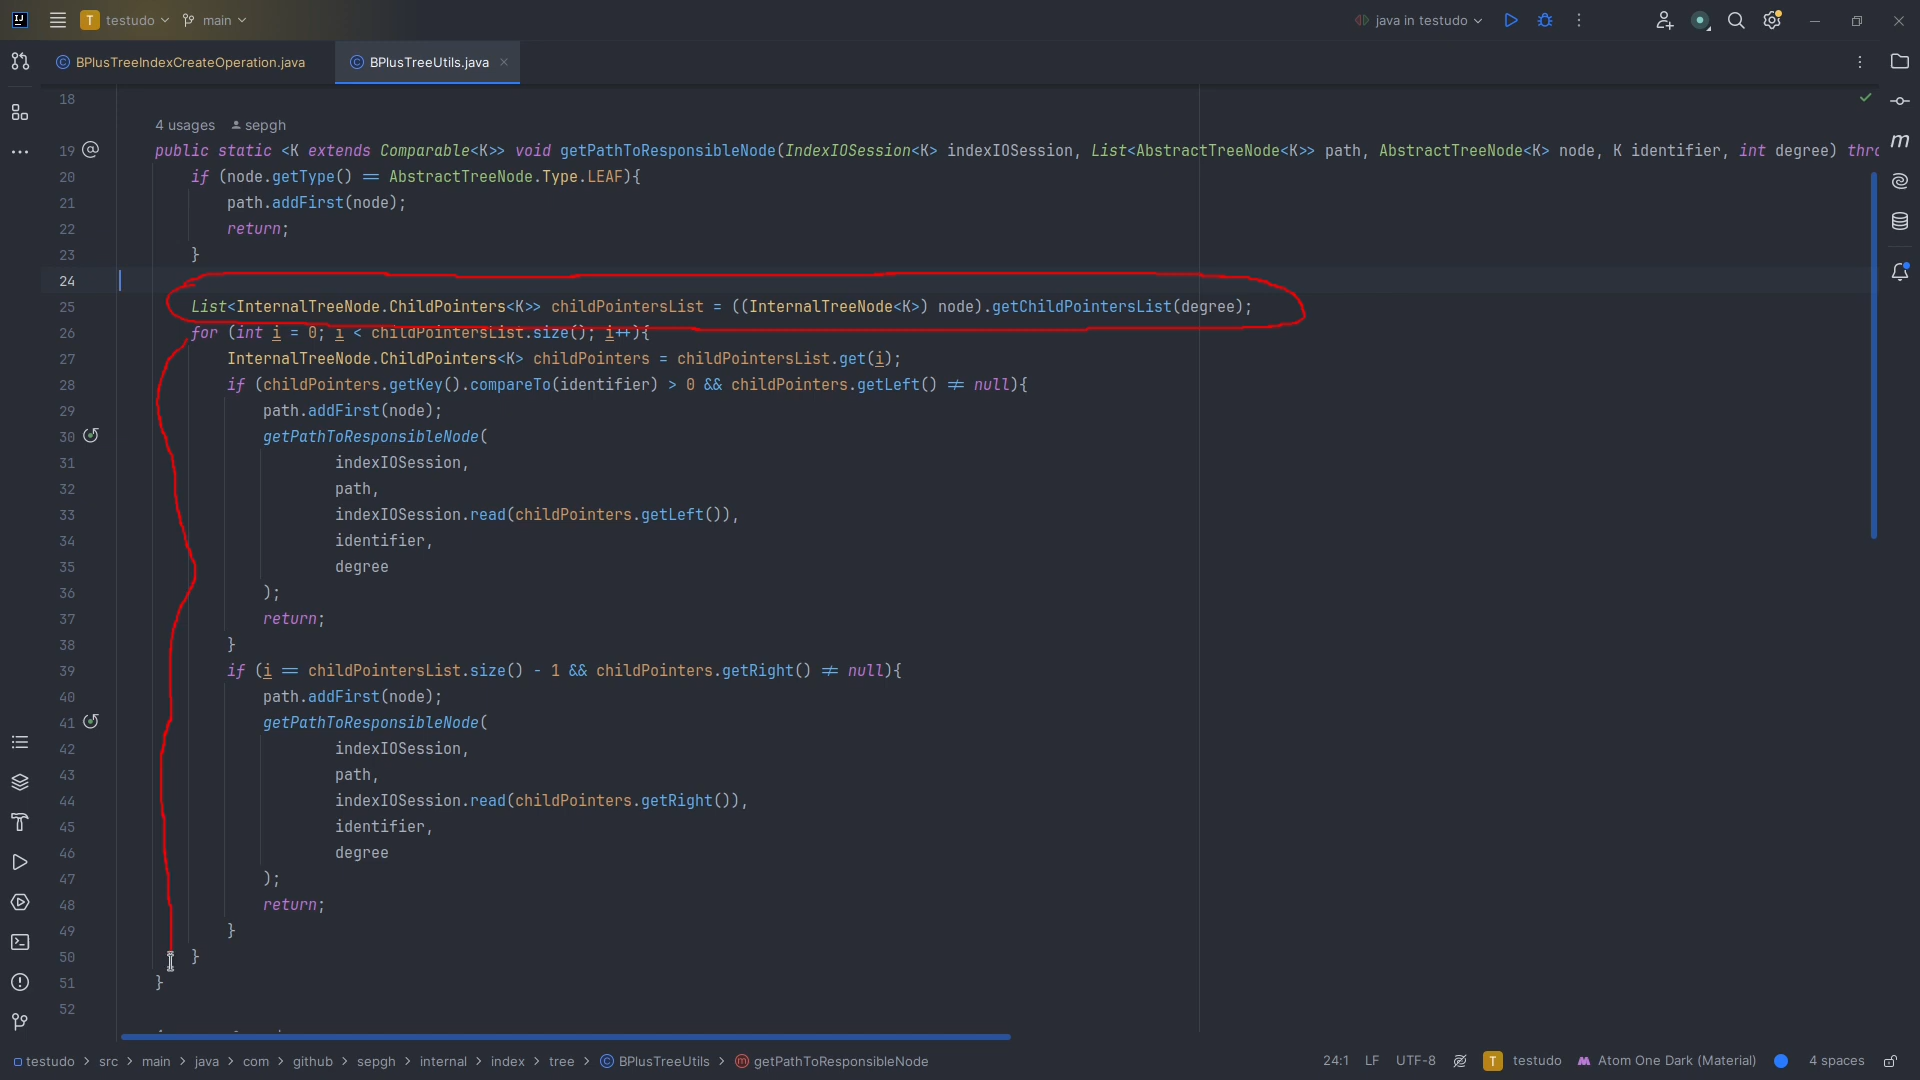 IJ T testudo main java in testudo
BPlusTreeIndexCreateOperation.java BPlusTreeUtils.java
18
4 usages sepgh
19 public static <K extends Comparable<K>> void getPathToResponsibleNode(IndexIOSession<K> indexIOSession, List<AbstractTreeNode<K>> path, AbstractTreeNode<K> node, K identifier, int degree) thr
20 if (node.getType() == AbstractTreeNode.Type.LEAF){
21 path.addFirst(node);
22 return;
23 }
24
25 List<InternalTreeNode.ChildPointers<K>> childPointersList = ((InternalTreeNode<K>) node).getChildPointersList(degree);
26 for (int i = 0; i < childPointersList.size(); i++){
27 InternalTreeNode.ChildPointers<K> childPointers = childPointersList.get(i);
28 if (childPointers.getKey().compareTo(identifier) > 0 && childPointers.getLeft() != null){
29 path.addFirst(node);
30 getPathToResponsibleNode(
31 indexIOSession,
32 path,
33 indexIOSession.read(childPointers.getLeft()),
34 identifier,
35 degree
36 );
37 return;
38 }
39 if (i == childPointersList.size() - 1 && childPointers.getRight() != null){
40 path.addFirst(node);
41 getPathToResponsibleNode(
42 indexIOSession,
43 path,
44 indexIOSession.read(childPointers.getRight()),
45 identifier,
46 degree
47 );
48 return;
49 }
50 }
51 }
52
testudo > src > main > java > com > github > sepgh > internal > index > tree > BPlusTreeUtils > getPathToResponsibleNode 24:1 LF UTF-8 T testudo Atom One Dark (Material) 4 spaces